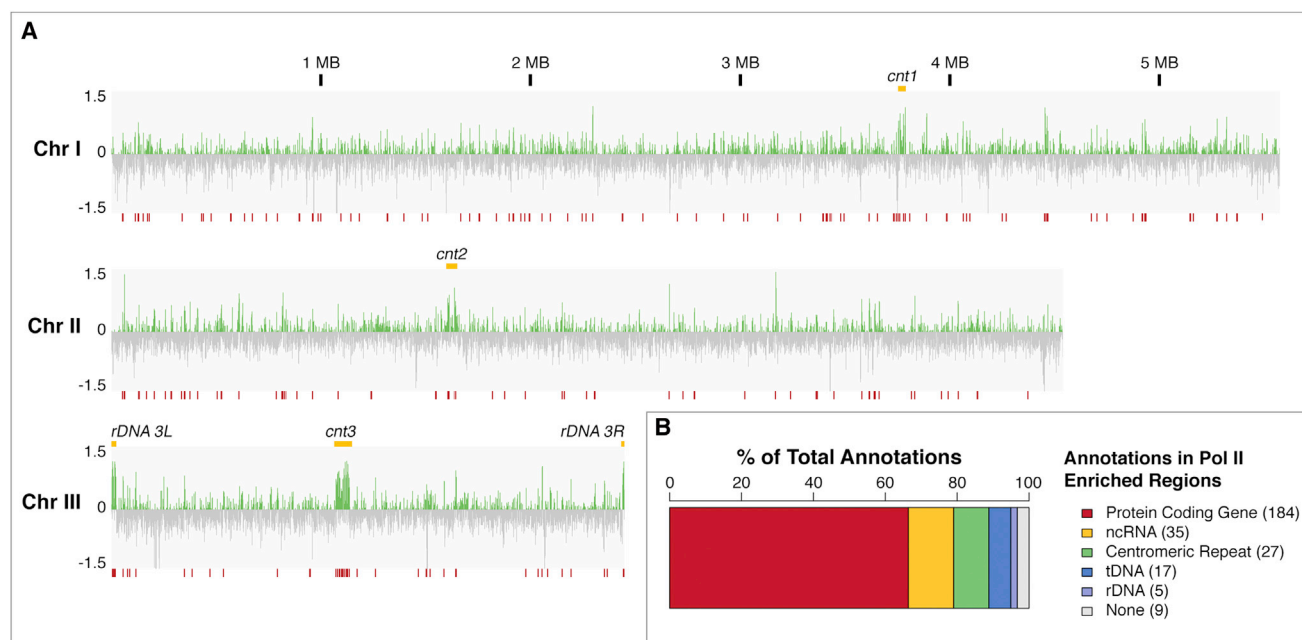 A
1 MB 2 MB 3 MB 4 MB 5 MB
cnt1
1.5
Chr I 0
-1.5
cnt2
1.5
Chr II 0
-1.5
rDNA 3L cnt3 rDNA 3R
1.5
Chr III 0
-1.5
B
% of Total Annotations
0 20 40 60 80 100
Annotations in Pol II
Enriched Regions
Protein Coding Gene (184)
ncRNA (35)
Centromeric Repeat (27)
tDNA (17)
rDNA (5)
None (9)